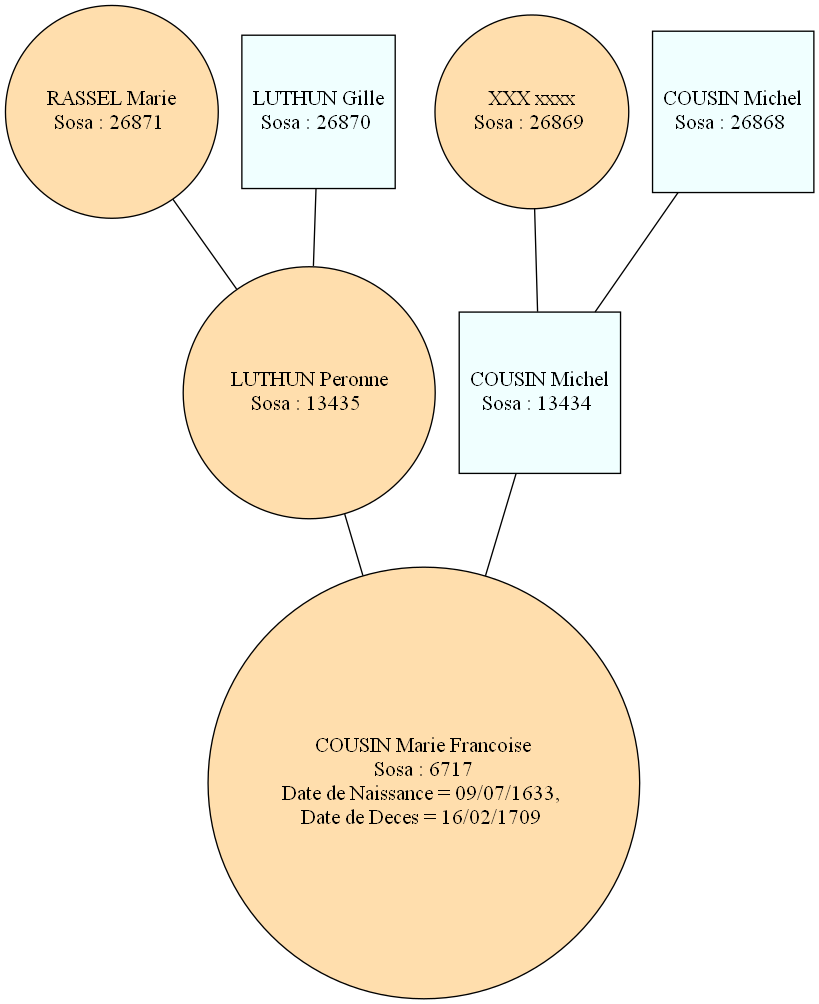 RASSEL Marie
Sosa : 26871
LUTHUN Gille
Sosa : 26870
XXX xxxx
Sosa : 26869
COUSIN Michel
Sosa : 26868
LUTHUN Peronne
Sosa : 13435
COUSIN Michel
Sosa : 13434
COUSIN Marie Francoise
Sosa : 6717
Date de Naissance = 09/07/1633,
Date de Deces = 16/02/1709